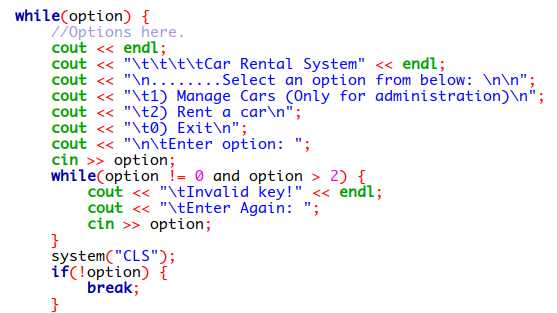 while(option) {
    //Options here.
    cout << endl;
    cout << "\t\t\t\tCar Rental System" << endl;
    cout << "\n........Select an option from below: \n\n";
    cout << "\t1) Manage Cars (Only for administration)\n";
    cout << "\t2) Rent a car\n";
    cout << "\t0) Exit\n";
    cout << "\n\tEnter option: ";
    cin >> option;
    while(option != 0 and option > 2) {
        cout << "\tInvalid key!" << endl;
        cout << "\tEnter Again: ";
        cin >> option;
    }
    system("CLS");
    if(!option) {
        break;
    }